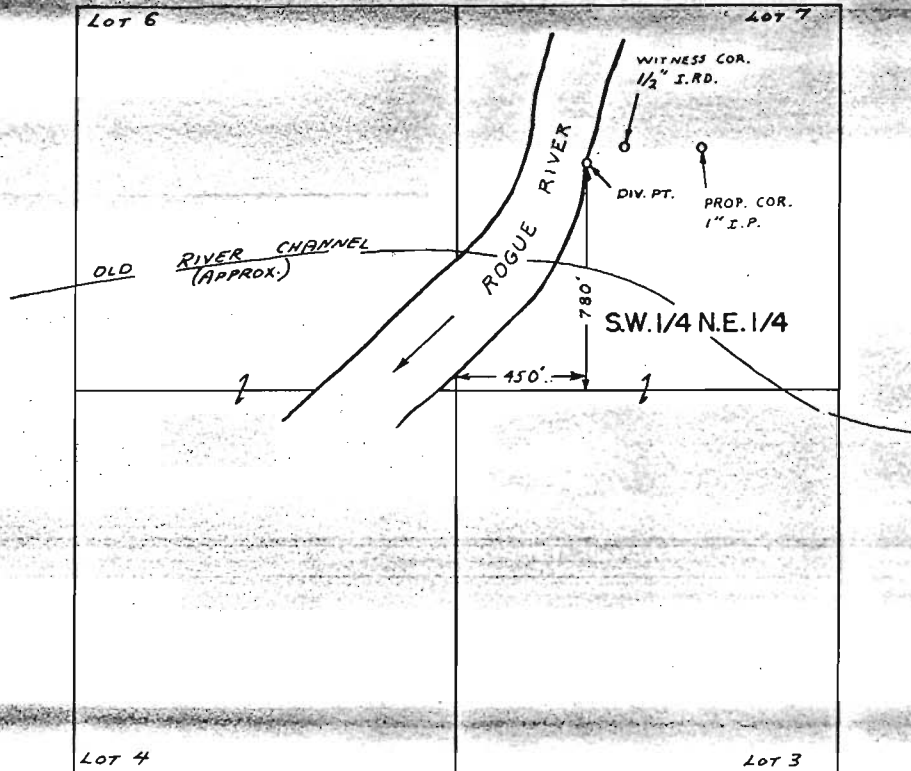 LOT 6
LOT 7
WITNESS COR.
1/2" I.RD.
ROGUE RIVER
DIV. PT.
PROP. COR.
1" I.P.
OLD RIVER CHANNEL
(APPROX.)
780'
S.W. 1/4 N.E. 1/4
450'
LOT 4
LOT 3